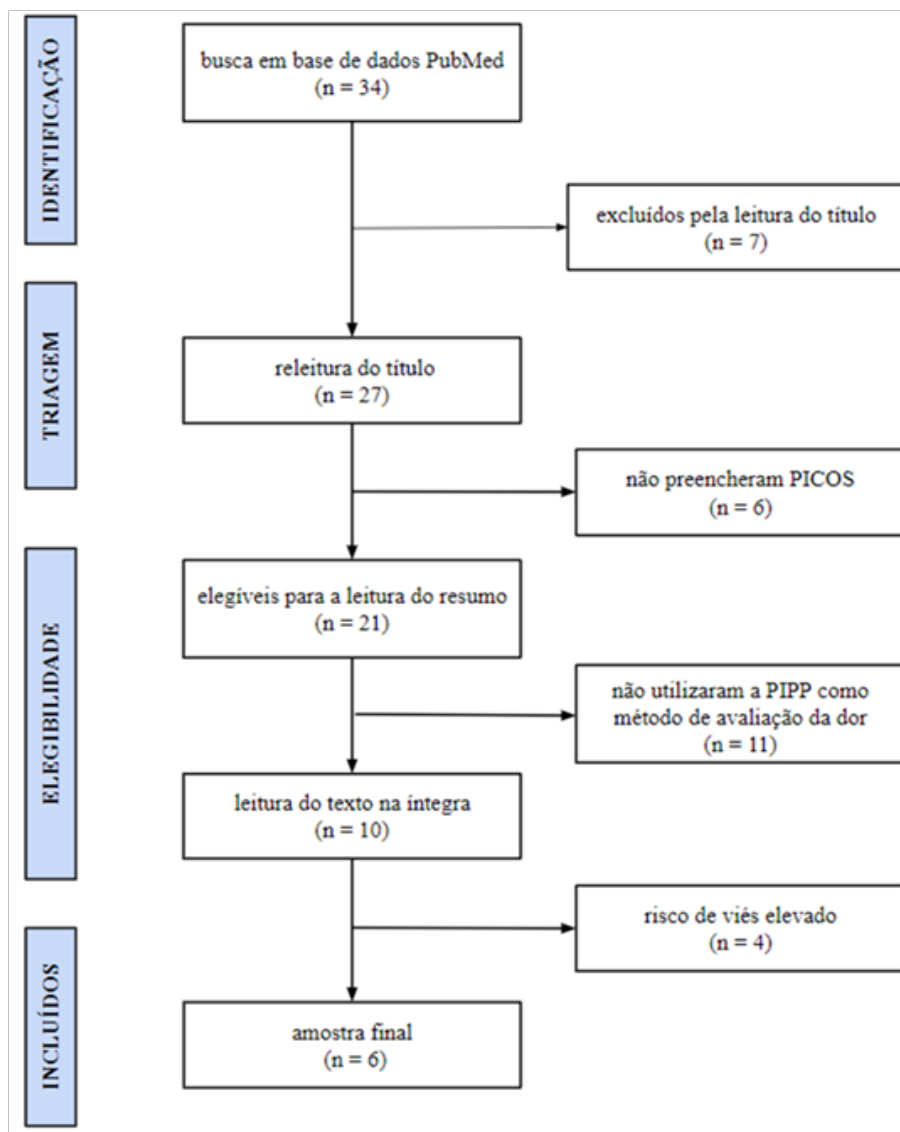 IDENTIFICAÇÃO
busca em base de dados PubMed
(n = 34)
excluídos pela leitura do título
(n = 7)
TRIAGEM
releitura do título
(n = 27)
não preencheram PICOS
(n = 6)
ELEGIBILIDADE
elegíveis para a leitura do resumo
(n = 21)
não utilizaram a PIPP como
método de avaliação da dor
(n = 11)
leitura do texto na íntegra
(n = 10)
risco de viés elevado
(n = 4)
INCLUÍDOS
amostra final
(n = 6)